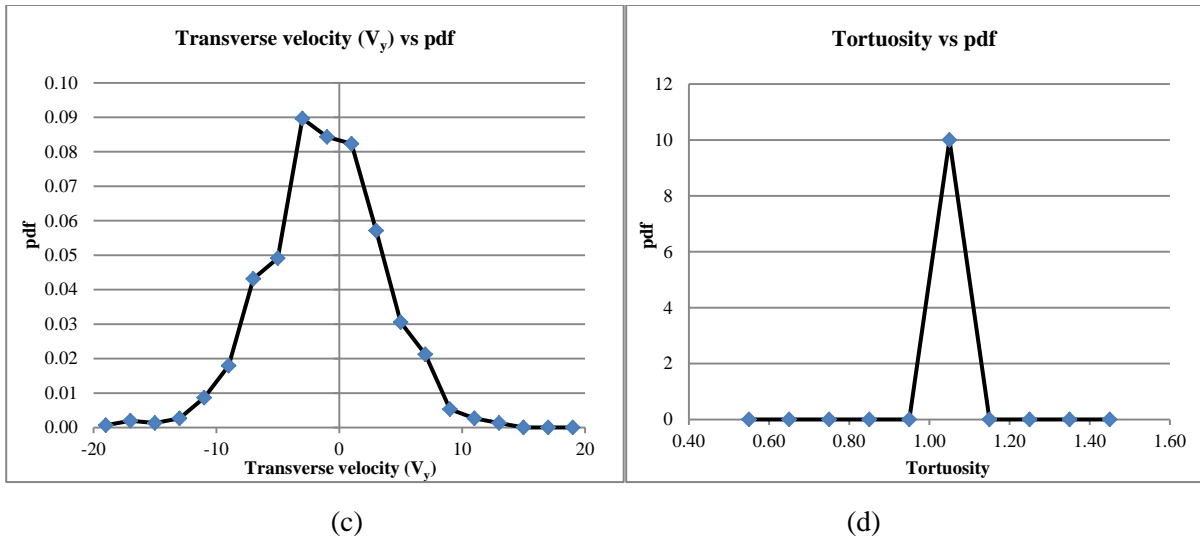 Transverse velocity (Vy) vs pdf
0.10
0.09
0.08
0.07
0.06
0.05
0.04
0.03
0.02
0.01
0.00
pdf
-20 -10 0 10 20
Transverse velocity (Vy)
(c)
Tortuosity vs pdf
12
10
8
6
4
2
0
pdf
0.40 0.60 0.80 1.00 1.20 1.40 1.60
Tortuosity
(d)